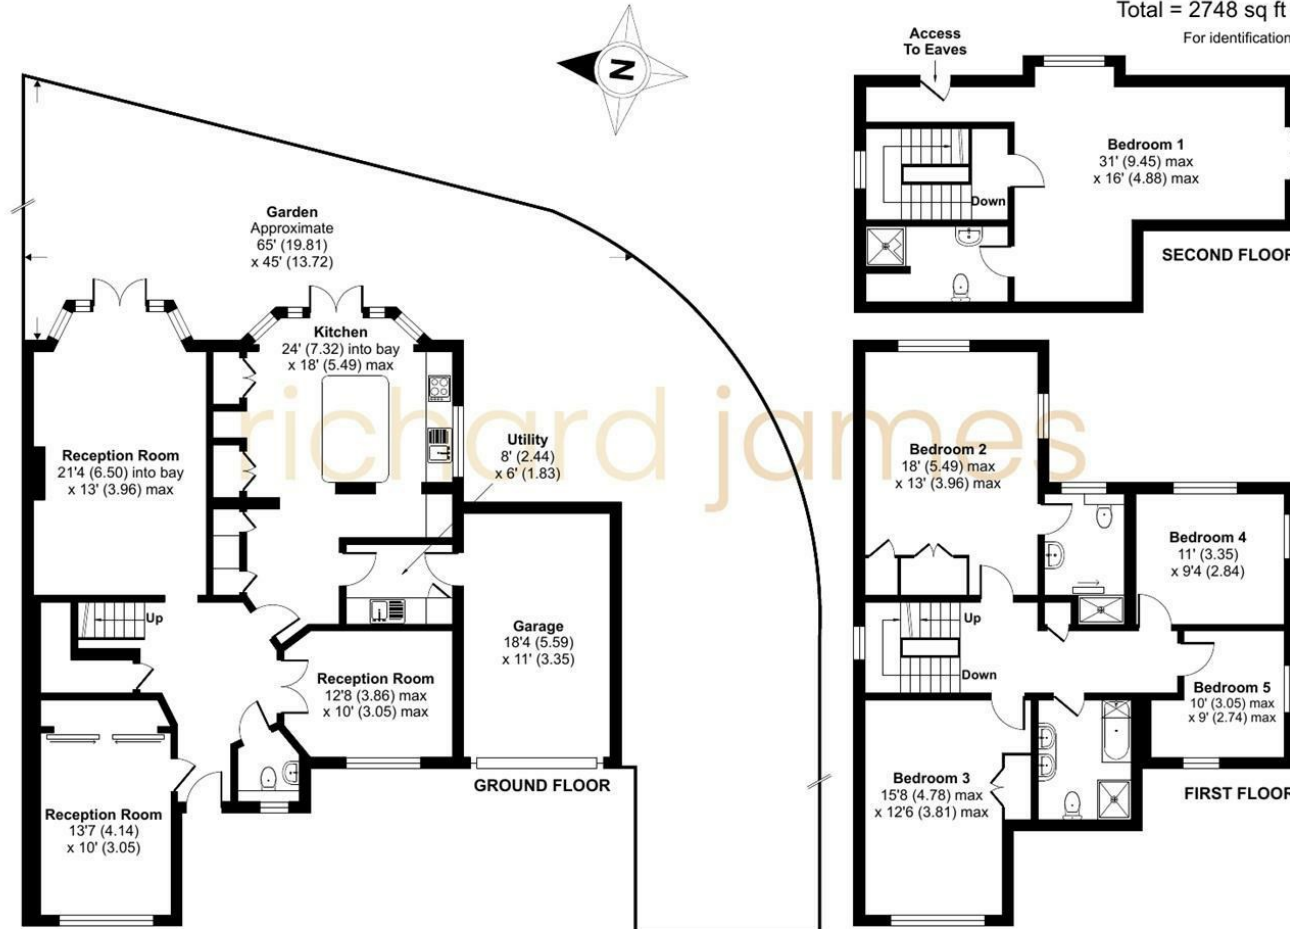 Total = 2748 sq ft
For identification
Access
To Eaves
N
Bedroom 1
31' (9.45) max
x 16' (4.88) max
Down
SECOND FLOOR
Garden
Approximate
65' (19.81)
x 45' (13.72)
Kitchen
24' (7.32) into bay
x 18' (5.49) max
richard james
Utility
8' (2.44)
x 6' (1.83)
Reception Room
21'4 (6.50) into bay
x 13' (3.96) max
Bedroom 2
18' (5.49) max
x 13' (3.96) max
Bedroom 4
11' (3.35)
x 9'4 (2.84)
Up
Garage
18'4 (5.59)
x 11' (3.35)
Up
Down
Reception Room
12'8 (3.86) max
x 10' (3.05) max
Bedroom 5
10' (3.05) max
x 9' (2.74) max
GROUND FLOOR
Bedroom 3
15'8 (4.78) max
x 12'6 (3.81) max
FIRST FLOOR
Reception Room
13'7 (4.14)
x 10' (3.05)